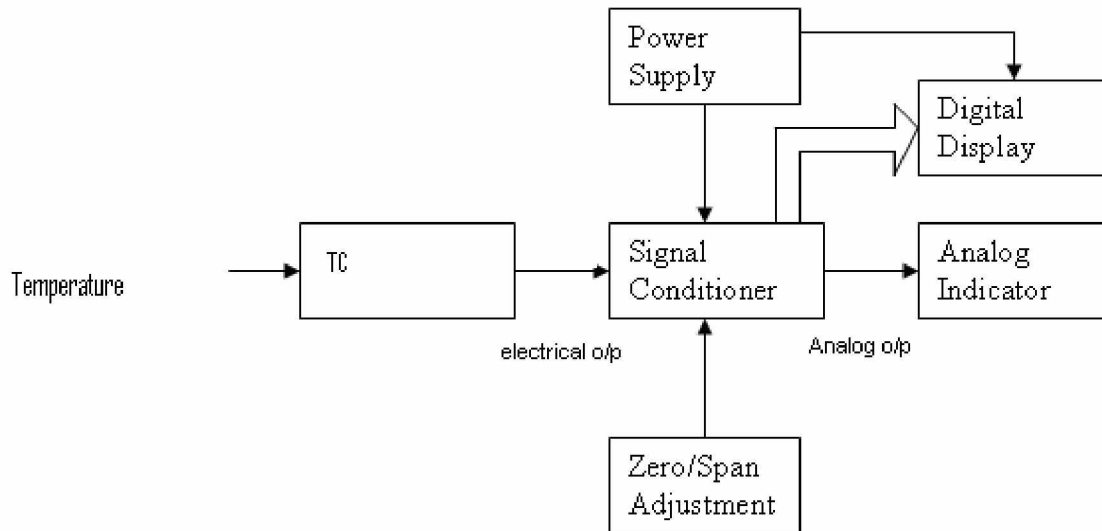 Power
Supply
Digital
Display
Temperature
TC
Signal
Conditioner
Analog
Indicator
electrical o/p
Analog o/p
Zero/Span
Adjustment